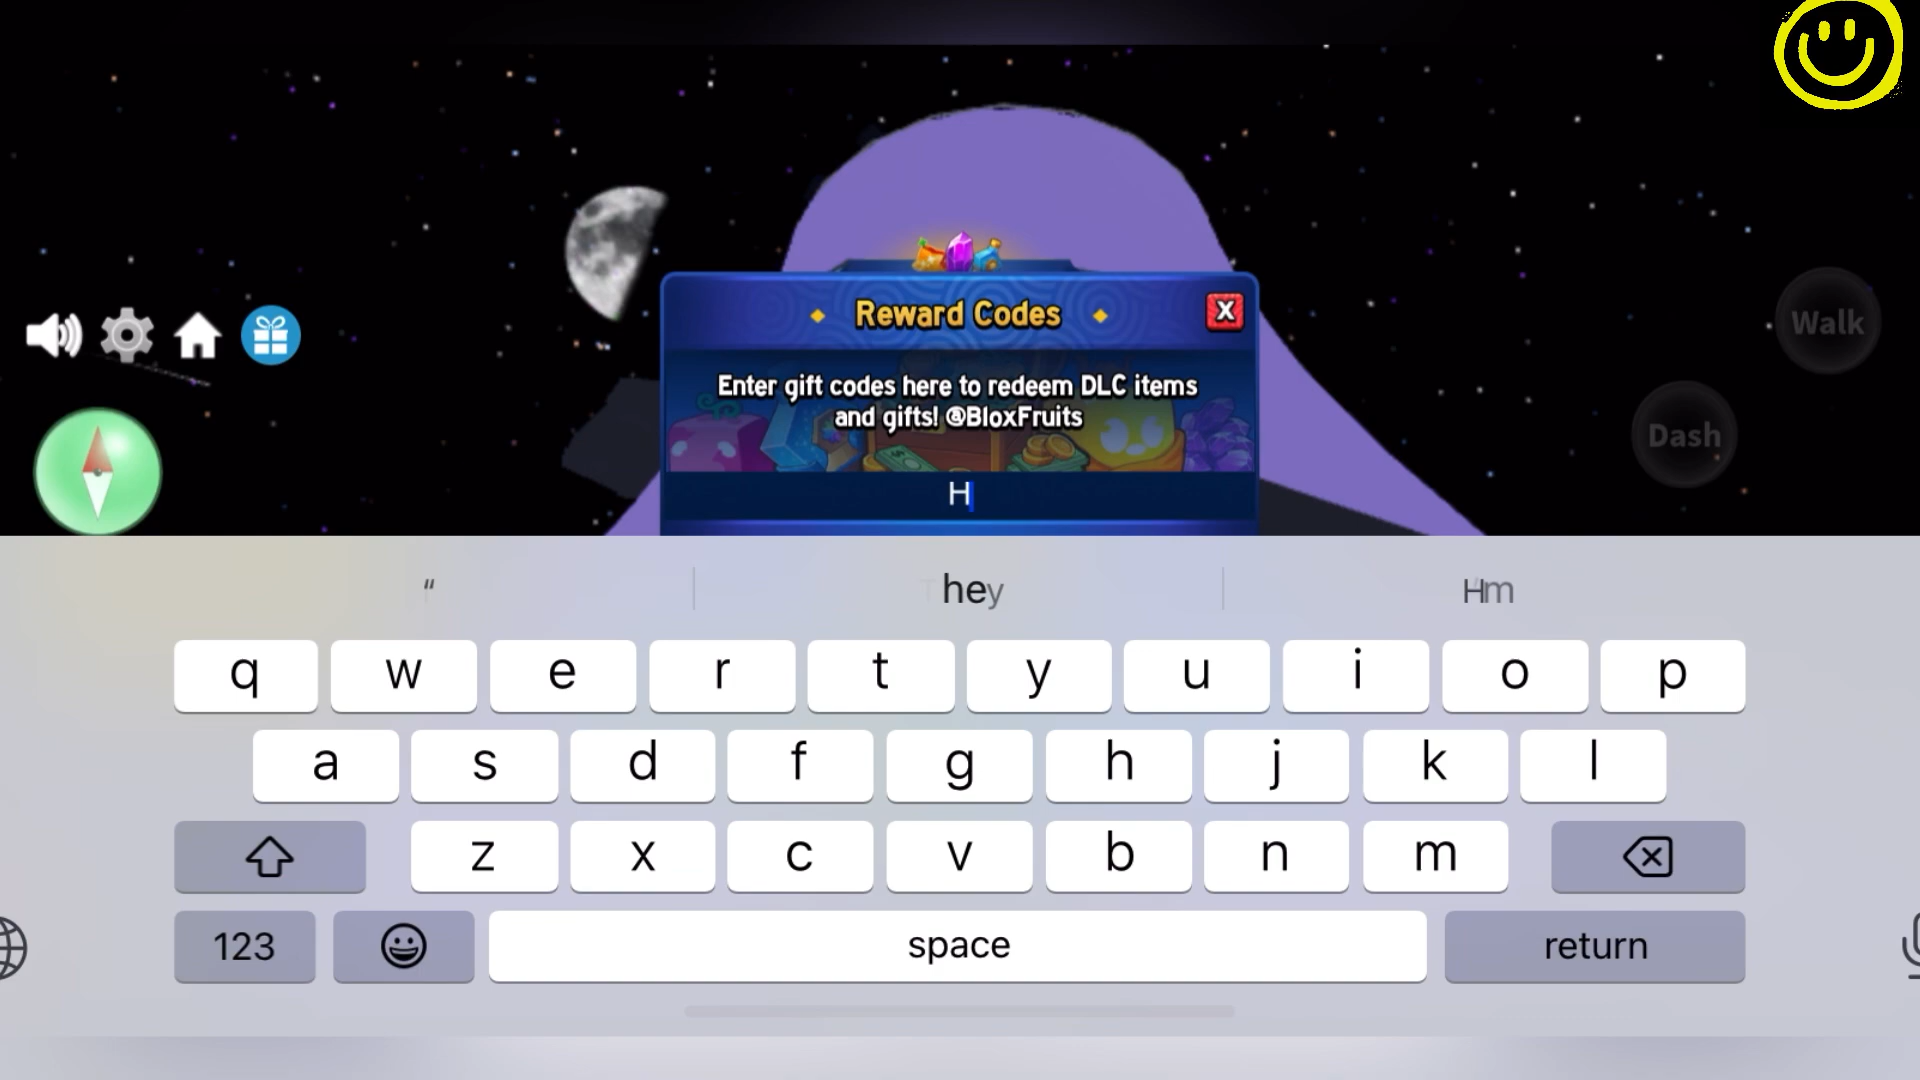 Reward Codes
X
Enter gift codes here to redeem DLC items
and gifts! @BloxFruits
H
Walk
Dash
“
hey
q w e r t y u i o p
a s d f g h j k l
z x c v b n m
123
space
return